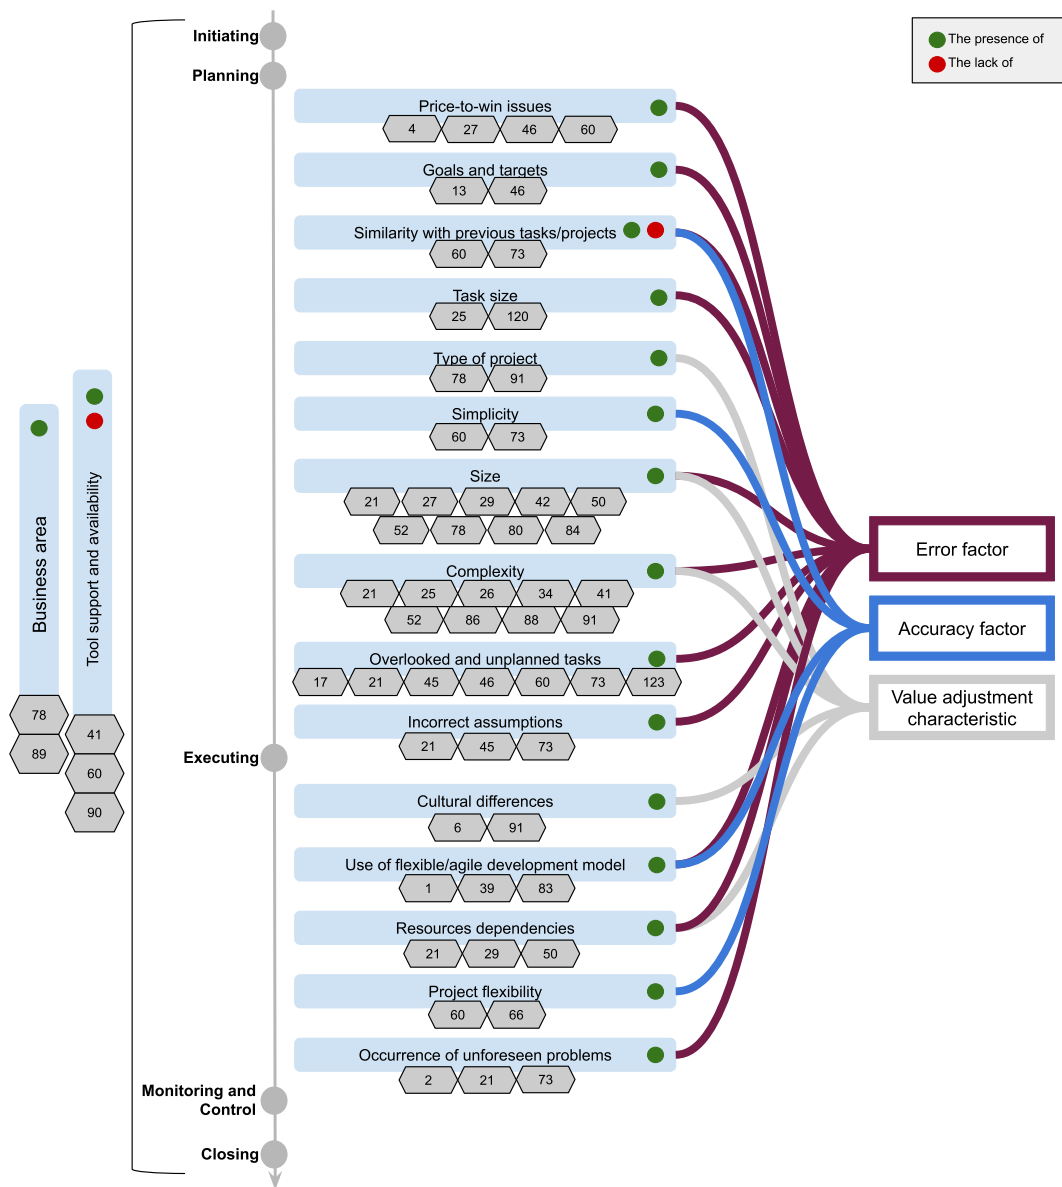 Initiating
Planning
The presence of
The lack of
Price-to-win issues
4 27 46 60
Goals and targets
13 46
Similarity with previous tasks/projects
60 73
Task size
25 120
Type of project
78 91
Simplicity
60 73
Size
21 27 29 42 50
52 78 80 84
Complexity
21 25 26 34 41
52 86 88 91
Overlooked and unplanned tasks
17 21 45 46 60 73 123
Incorrect assumptions
21 45 73
Executing
Cultural differences
6 91
Use of flexible/agile development model
1 39 83
Resources dependencies
21 29 50
Project flexibility
60 66
Occurrence of unforeseen problems
2 21 73
Monitoring and
Control
Closing
Business area
78
89
Tool support and availability
41
60
90
Error factor
Accuracy factor
Value adjustment
characteristic